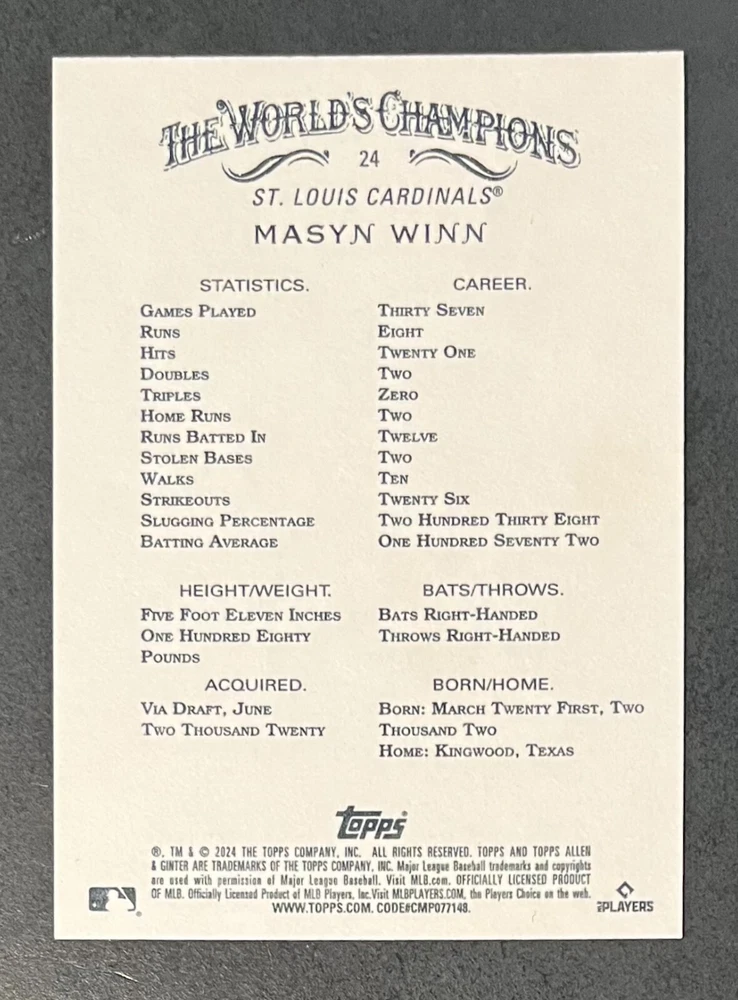 THE WORLD'S CHAMPIONS
24
ST. LOUIS CARDINALS®
MASYN WINN
STATISTICS. CAREER.
GAMES PLAYED THIRTY SEVEN
RUNS EIGHT
HITS TWENTY ONE
DOUBLES TWO
TRIPLES ZERO
HOME RUNS TWO
RUNS BATTED IN TWELVE
STOLEN BASES TWO
WALKS TEN
STRIKEOUTS TWENTY SIX
SLUGGING PERCENTAGE TWO HUNDRED THIRTY EIGHT
BATTING AVERAGE ONE HUNDRED SEVENTY TWO
HEIGHT/WEIGHT.
FIVE FOOT ELEVEN INCHES
ONE HUNDRED EIGHTY
POUNDS
BATS/THROWS.
BATS RIGHT-HANDED
THROWS RIGHT-HANDED
ACQUIRED.
VIA DRAFT, JUNE
TWO THOUSAND TWENTY
BORN/HOME.
BORN: MARCH TWENTY FIRST, TWO
THOUSAND TWO
HOME: KINGWOOD, TEXAS
topps
®, TM & © 2024 THE TOPPS COMPANY, INC. ALL RIGHTS RESERVED. TOPPS AND TOPPS ALLEN
& GINTER ARE TRADEMARKS OF THE TOPPS COMPANY, INC. Major League Baseball trademarks and copyrights
are used with permission of Major League Baseball. Visit MLB.com. OFFICIALLY LICENSED PRODUCT
OF MLB. Officially Licensed Product of MLB Players, Inc. Visit MLBPLAYERS.COM, the Players Choice on the web.
WWW.TOPPS.COM. CODE#CMP077148.
®
MLBPLAYERS